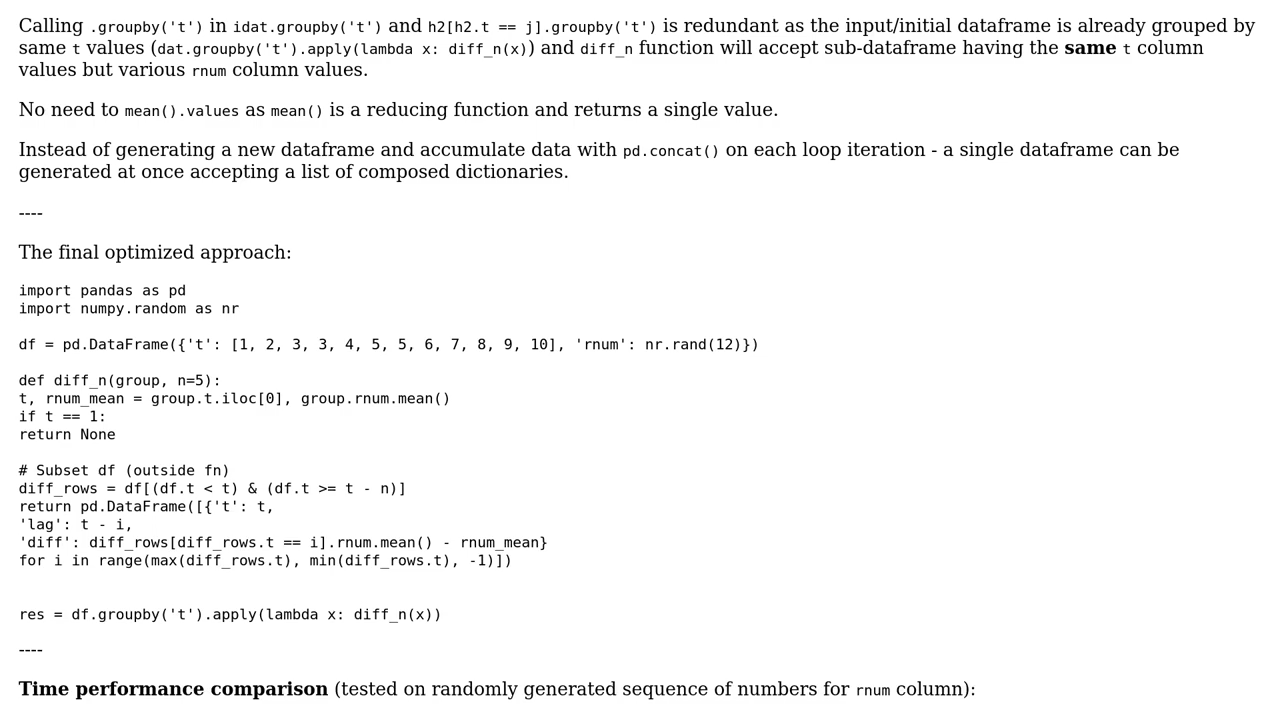 Calling .groupby('t') in idat.groupby('t') and h2[h2.t == j].groupby('t') is redundant as the input/initial dataframe is already grouped by
same t values (dat.groupby('t').apply(lambda x: diff_n(x)) and diff_n function will accept sub-dataframe having the same t column
values but various rnum column values.
No need to mean().values as mean() is a reducing function and returns a single value.
Instead of generating a new dataframe and accumulate data with pd.concat() on each loop iteration - a single dataframe can be
generated at once accepting a list of composed dictionaries.
----
The final optimized approach:
import pandas as pd
import numpy.random as nr
df = pd.DataFrame({'t': [1, 2, 3, 3, 4, 5, 5, 6, 7, 8, 9, 10], 'rnum': nr.rand(12)})
def diff_n(group, n=5):
t, rnum_mean = group.t.iloc[0], group.rnum.mean()
if t == 1:
return None
# Subset df (outside fn)
diff_rows = df[(df.t < t) & (df.t >= t - n)]
return pd.DataFrame([{'t': t,
'lag': t - i,
'diff': diff_rows[diff_rows.t == i].rnum.mean() - rnum_mean}
for i in range(max(diff_rows.t), min(diff_rows.t), -1)])
res = df.groupby('t').apply(lambda x: diff_n(x))
----
Time performance comparison (tested on randomly generated sequence of numbers for rnum column):